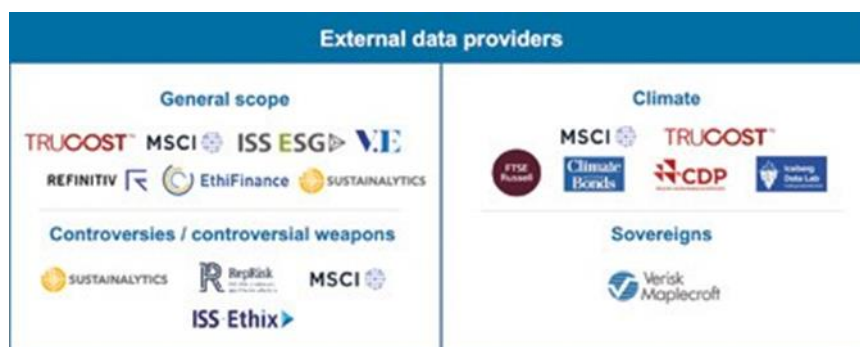 External data providers
General scope
TRUCOST MSCI ISS ESG V.E
REFINITIV EthiFinance SUSTAINALYTICS
Controversies / controversial weapons
SUSTAINALYTICS RepRisk MSCI
ISS-Ethix
Climate
MSCI TRUCOST
FTSE Russell Climate Bonds CDP Iceberg Data Lab
Sovereigns
Verisk
Maplecroft